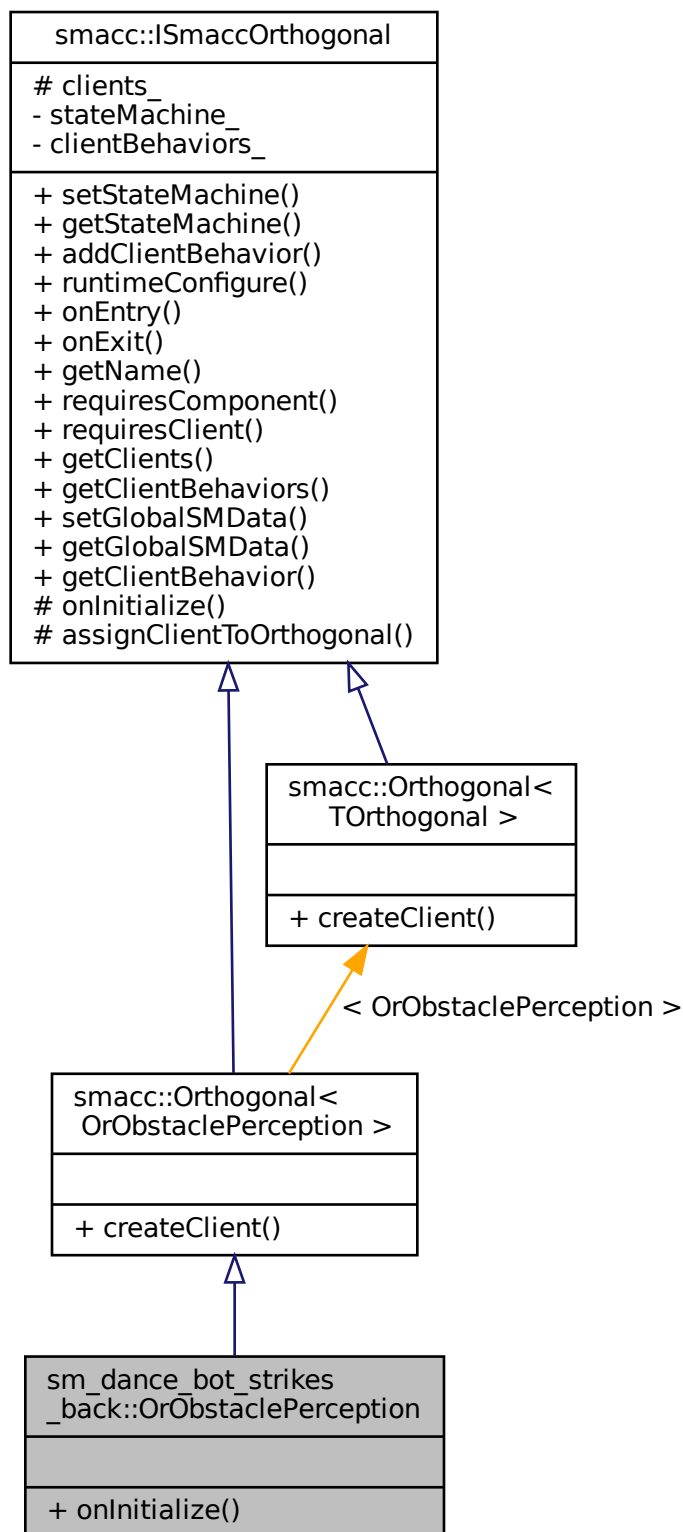 smacc::ISmaccOrthogonal
# clients_
- stateMachine_
- clientBehaviors_
+ setStateMachine()
+ getStateMachine()
+ addClientBehavior()
+ runtimeConfigure()
+ onEntry()
+ onExit()
+ getName()
+ requiresComponent()
+ requiresClient()
+ getClients()
+ getClientBehaviors()
+ setGlobalSMData()
+ getGlobalSMData()
+ getClientBehavior()
# onInitialize()
# assignClientToOrthogonal()
smacc::Orthogonal<
TOrthogonal >
+ createClient()
< OrObstaclePerception >
smacc::Orthogonal<
OrObstaclePerception >
+ createClient()
sm_dance_bot_strikes
_back::OrObstaclePerception
+ onInitialize()